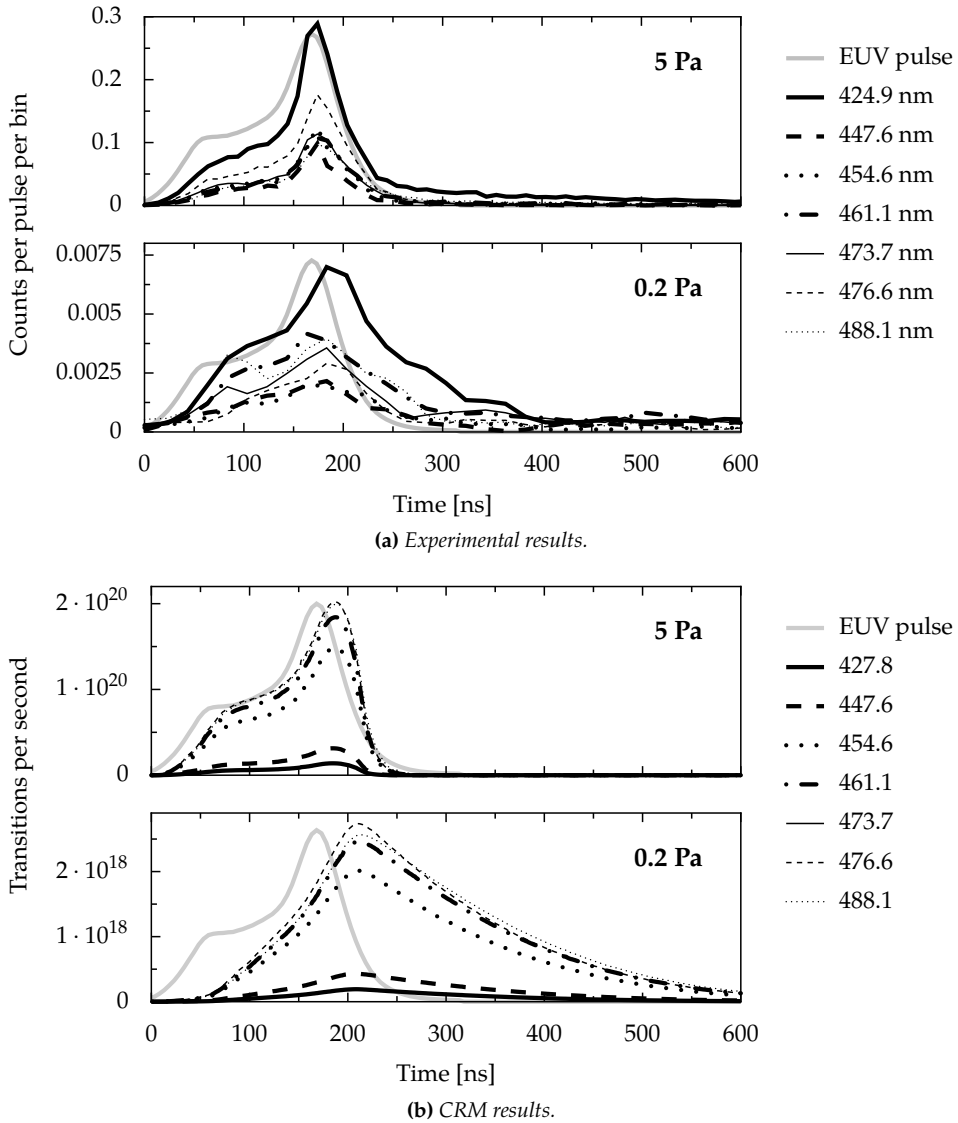 0.3
0.2
0.1
0
5 Pa
0.0075
0.005
0.0025
0
0.2 Pa
0 100 200 300 400 500 600
Counts per pulse per bin
Time [ns]
EUV pulse
424.9 nm
447.6 nm
454.6 nm
461.1 nm
473.7 nm
476.6 nm
488.1 nm
(a) Experimental results.
2 · 10^20
1 · 10^20
0
5 Pa
2 · 10^18
1 · 10^18
0
0.2 Pa
0 100 200 300 400 500 600
Transitions per second
Time [ns]
EUV pulse
427.8
447.6
454.6
461.1
473.7
476.6
488.1
(b) CRM results.